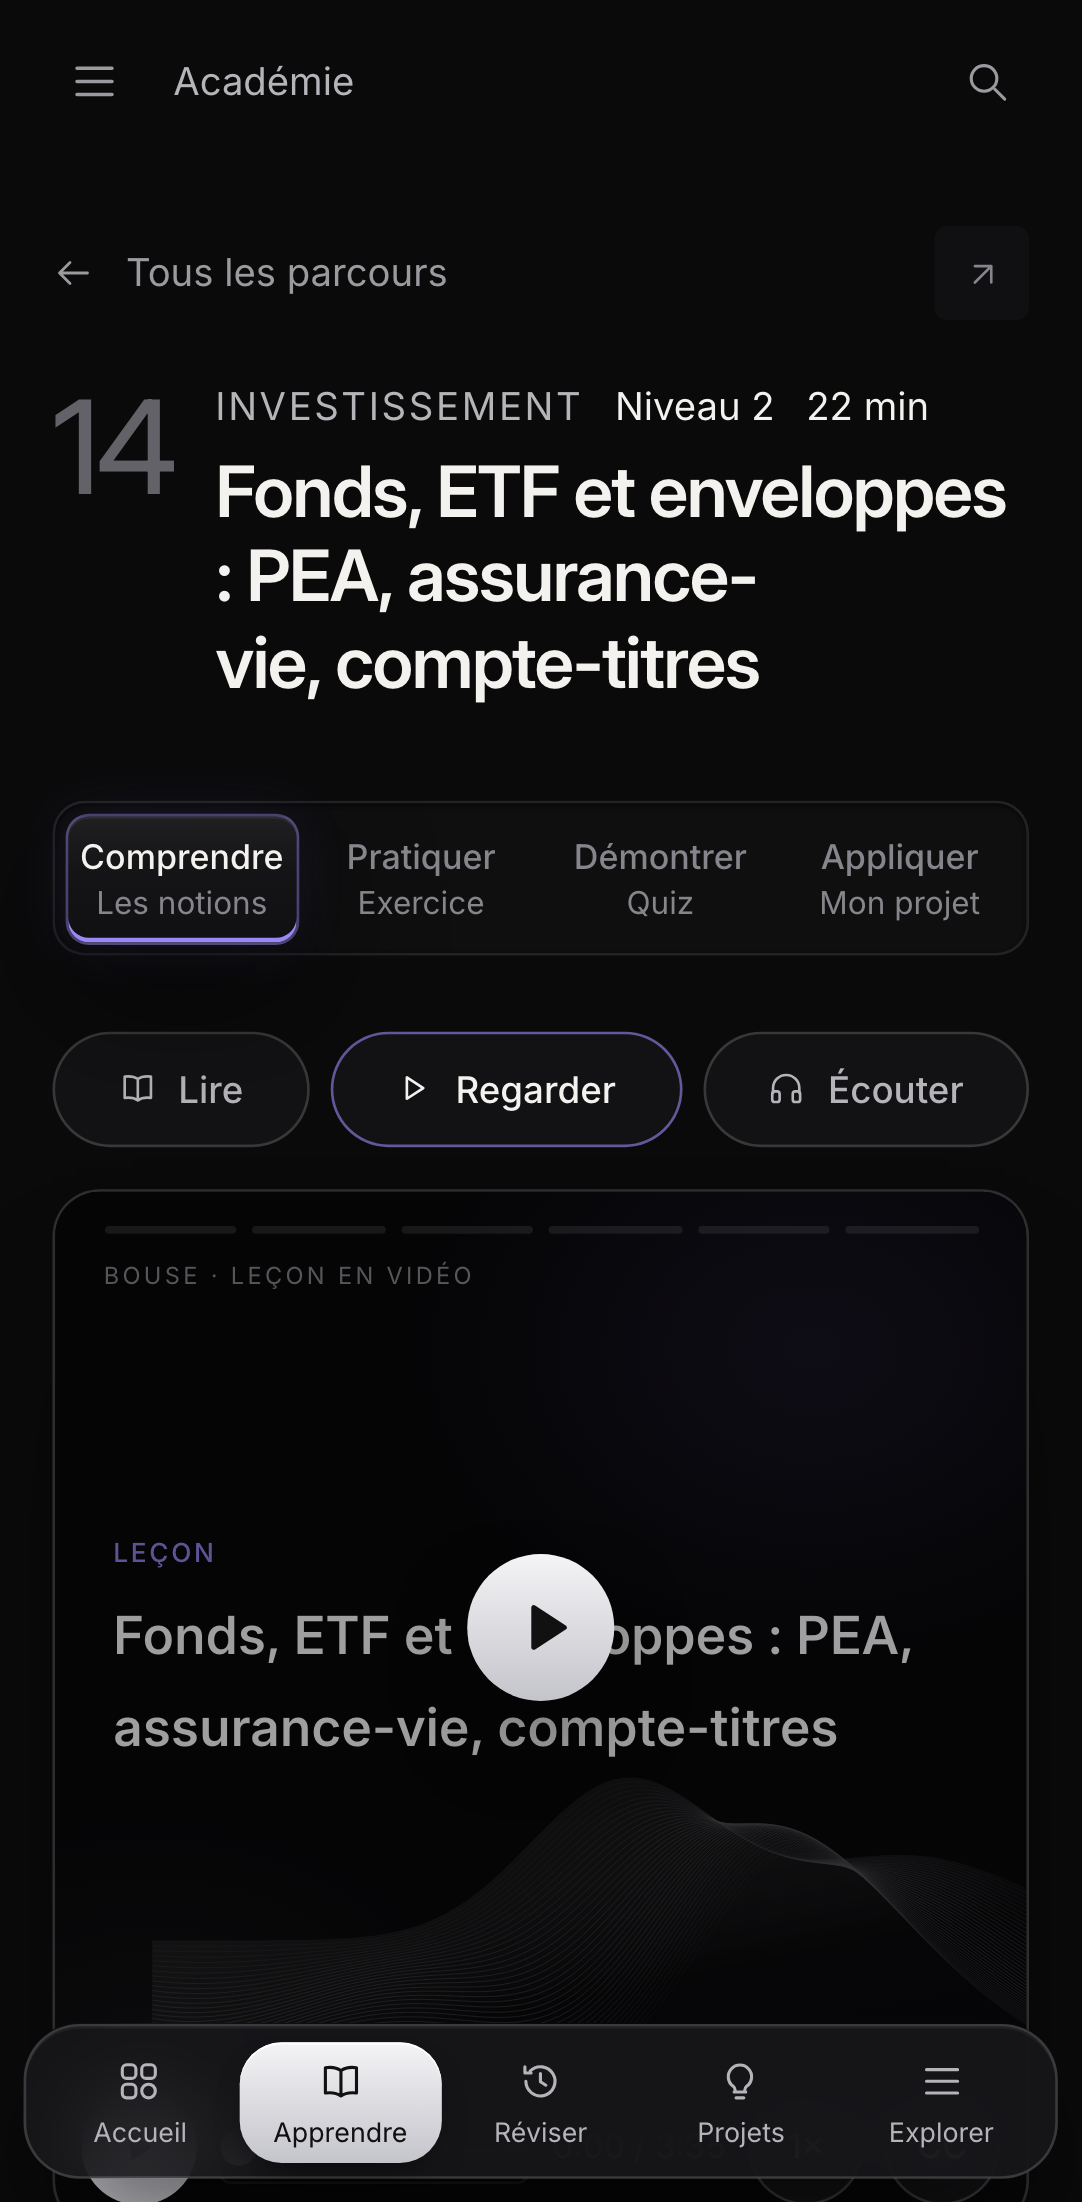 Académie
Tous les parcours
14
INVESTISSEMENT Niveau 2 22 min
Fonds, ETF et enveloppes
: PEA, assurance-
vie, compte-titres
Comprendre
Les notions
Pratiquer
Exercice
Démontrer
Quiz
Appliquer
Mon projet
Lire
Regarder
Écouter
BOUSE · LEÇON EN VIDÉO
LEÇON
Fonds, ETF et oppes : PEA,
assurance-vie, compte-titres
Accueil
Apprendre
Réviser
Projets
Explorer